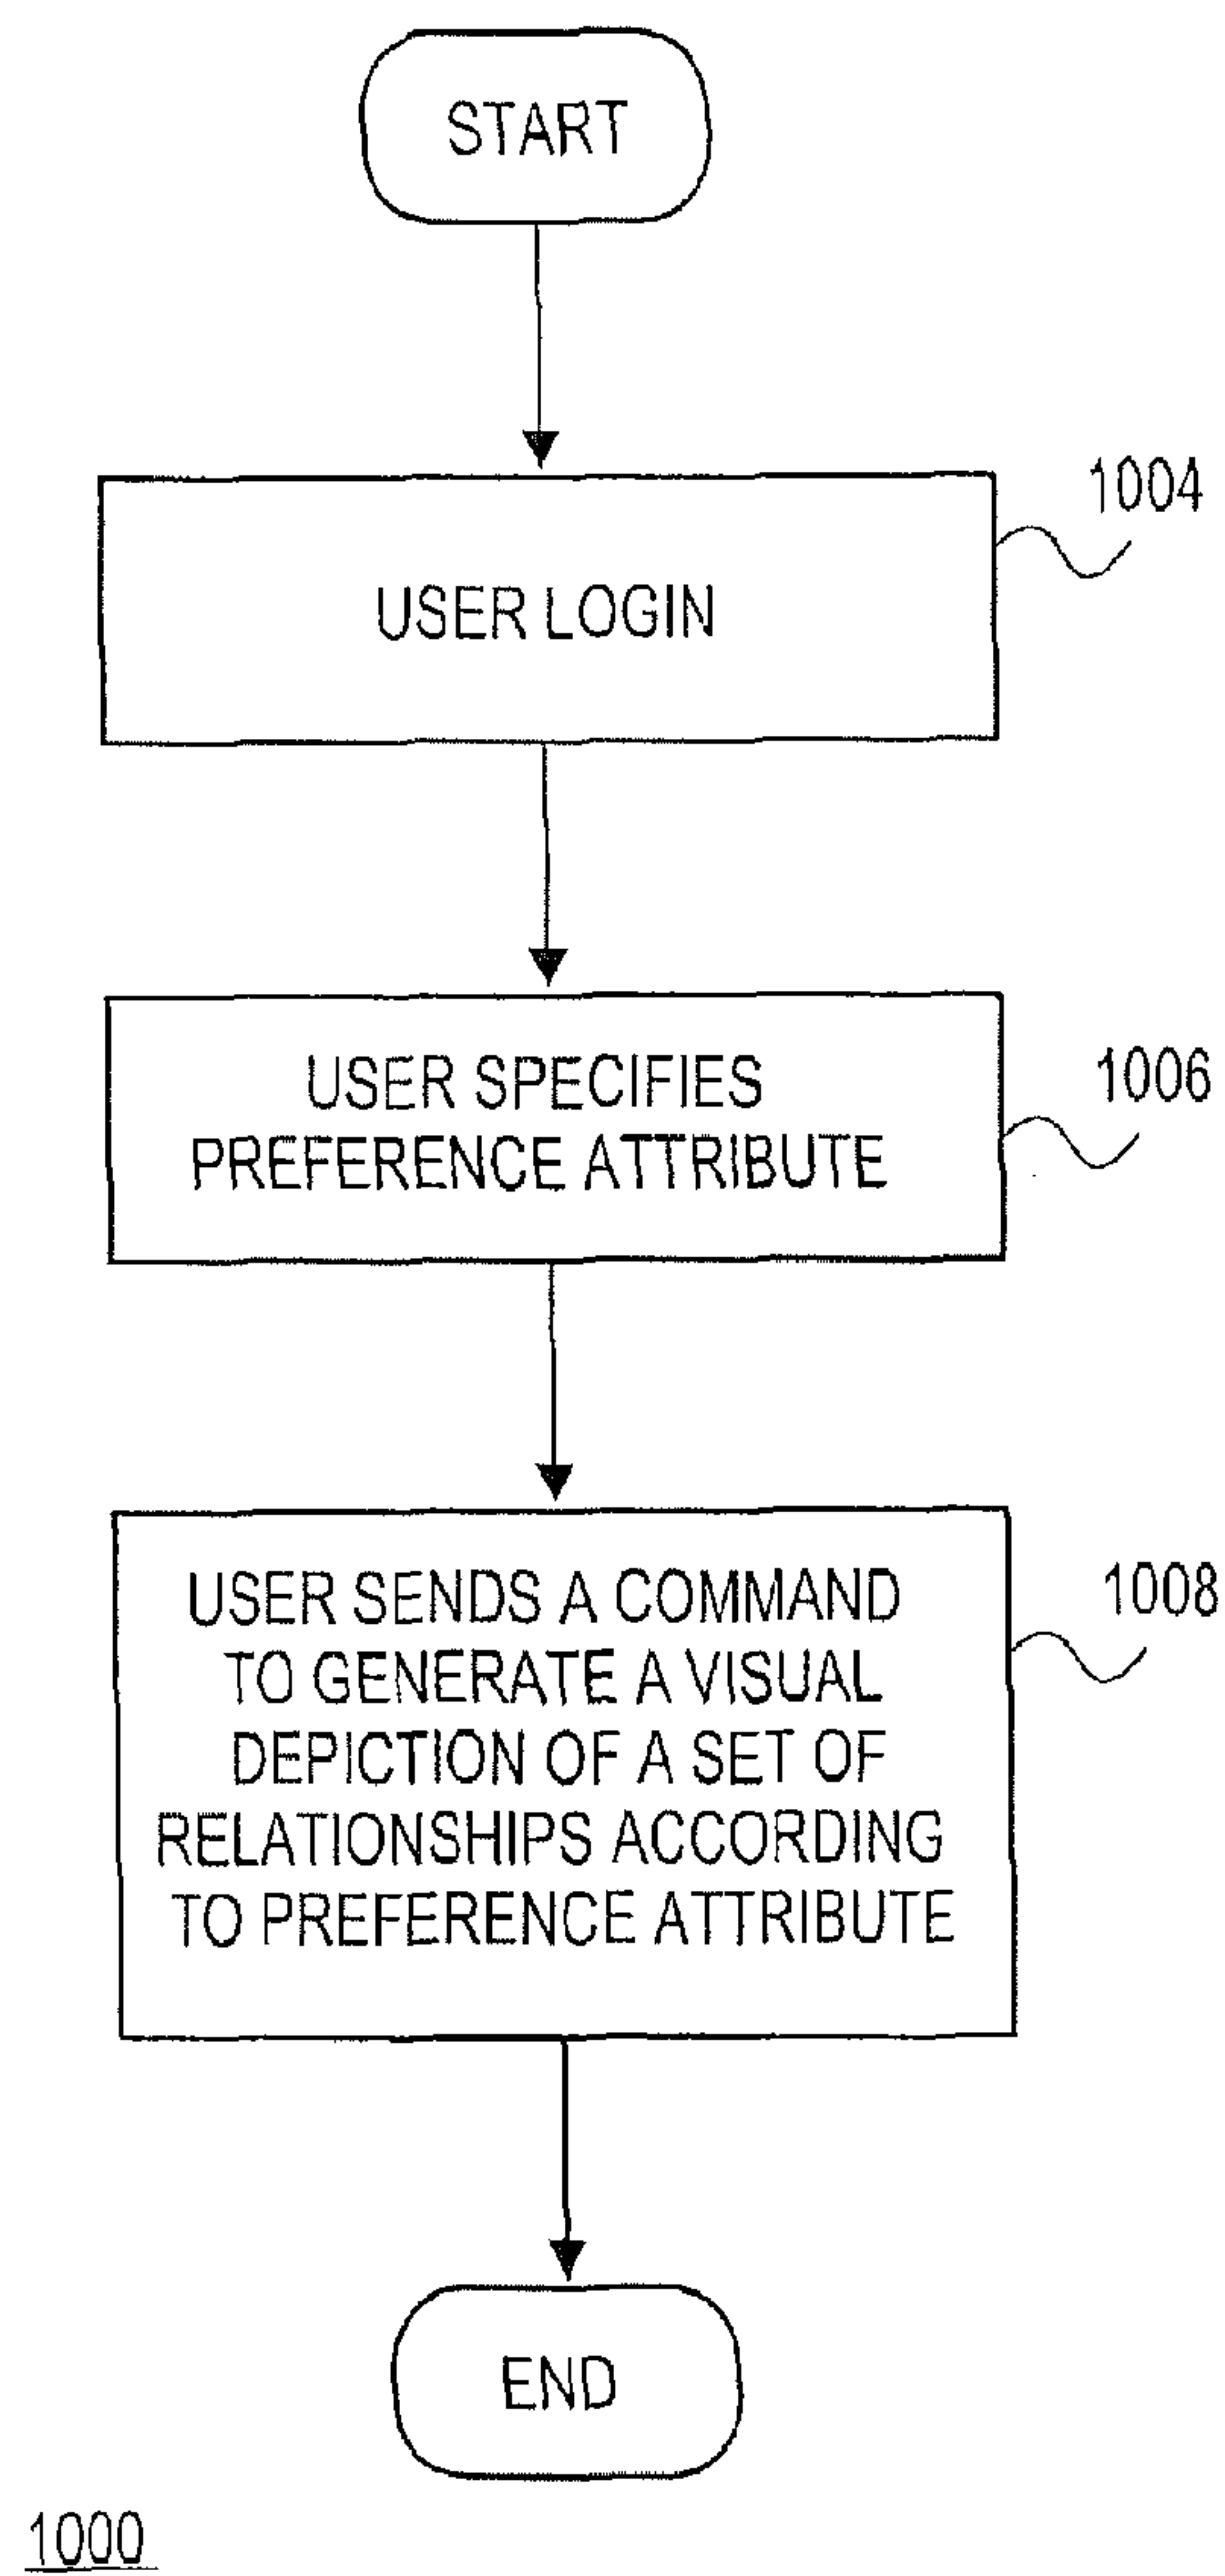 START
1004
USER LOGIN
1006
USER SPECIFIES
PREFERENCE ATTRIBUTE
1008
USER SENDS A COMMAND
TO GENERATE A VISUAL
DEPICTION OF A SET OF
RELATIONSHIPS ACCORDING
TO PREFERENCE ATTRIBUTE
END
1000